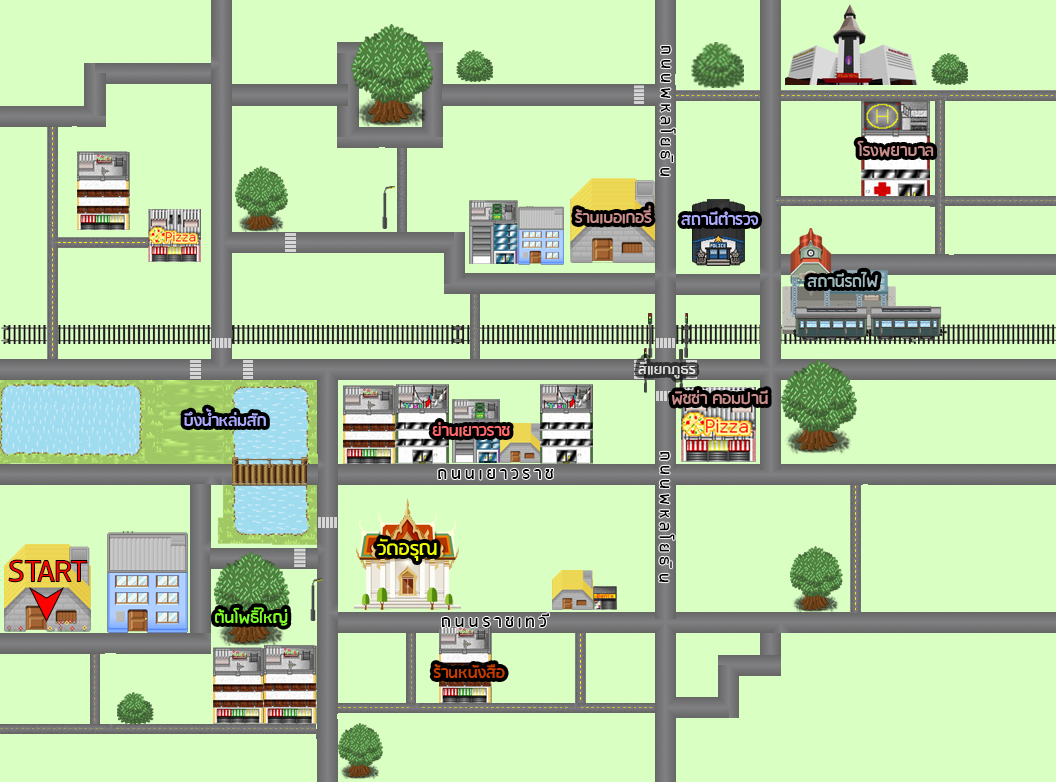 ถนนพหลโยธิน
H
โรงพยาบาล
ร้านเบเกอรี่
สถานีตำรวจ
POLICE
Pizza
สถานีรถไฟ
สี่แยกภูธร
พิซซ่า คอมปานี
Pizza
บึงน้ำหล่มสัก
ย่านเยาวราช
ถนนเยาวราช
ถนนพหลโยธิน
วัดอรุณ
START
ต้นโพธิ์ใหญ่
ถนนราชเทวี
ร้านหนังสือ